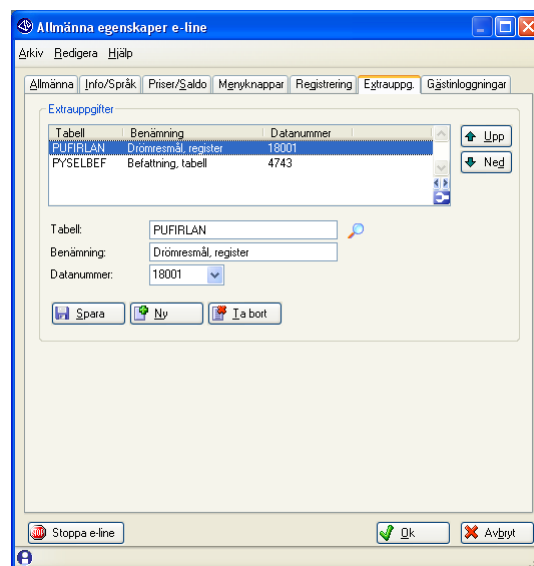 Allmänna egenskaper e-line
Arkiv Redigera Hjälp
Allmänna Info/Språk Priser/Saldo Menyknappar Registrering Extrauppg. Gästinloggningar
Extrauppgifter
Tabell Benämning Datanummer
PUFIRLAN Drömresmål, register 18001
PYSELBEF Befattning, tabell 4743
Upp
Ned
Tabell: PUFIRLAN
Benämning: Drömresmål, register
Datanummer: 18001
Spara Ny Ta bort
Stoppa e-line Ok Avbryt